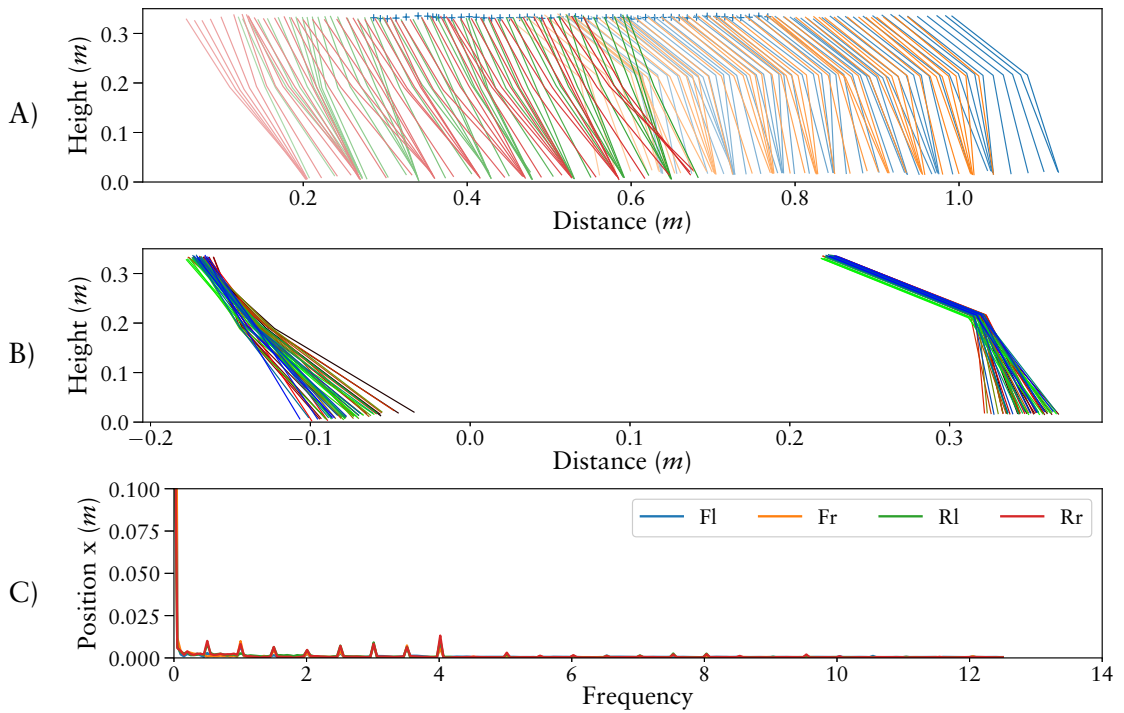 A)
Height (m)
0.3
0.2
0.1
0.0
0.2
0.4
0.6
0.8
1.0
Distance (m)
B)
Height (m)
0.3
0.2
0.1
0.0
−0.2
−0.1
0.0
0.1
0.2
0.3
Distance (m)
C)
Position x (m)
0.100
0.075
0.050
0.025
0.000
Fl
Fr
Rl
Rr
0
2
4
6
8
10
12
14
Frequency